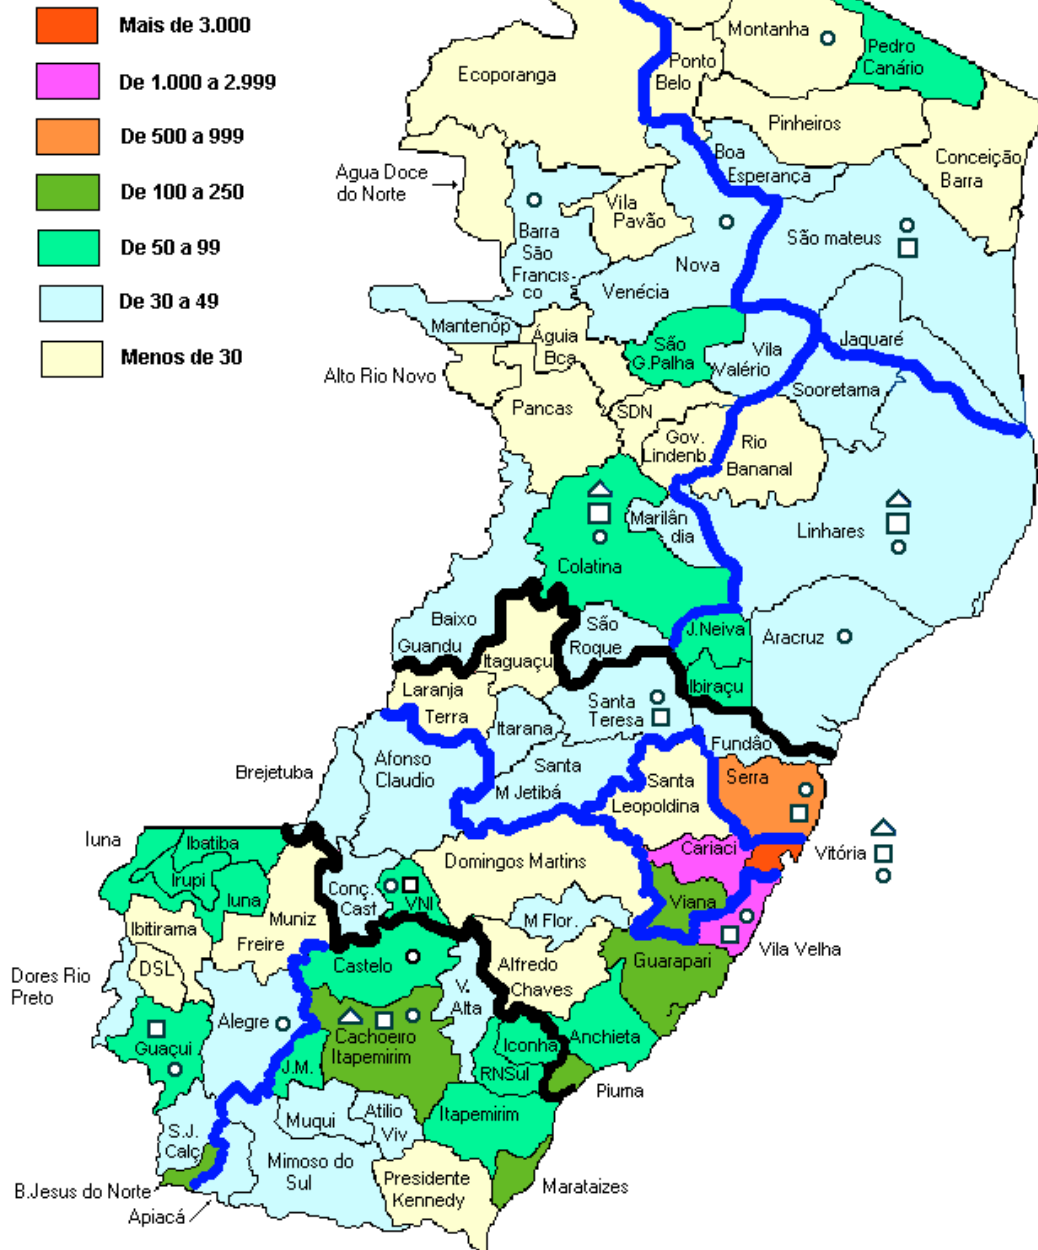 Mais de 3.000
De 1.000 a 2.999
De 500 a 999
De 100 a 250
De 50 a 99
De 30 a 49
Menos de 30
Montanha
Pedro
Canário
Ponto
Belo
Ecoporanga
Pinheiros
Conceição
Barra
Boa
Esperança
Agua Doce
do Norte
Vila
Pavão
Barra
São
Francis-
co
São mateus
Nova
Venécia
Mantenóp
Águia
Bca
São
G.Palha
Vila
Valério
Jaquaré
Alto Rio Novo
Sooretama
Pancas
SDN
Gov.
Lindenb.
Rio
Bananal
Marilân
dia
Linhares
Colatina
Baixo
Guandu
São
Roque
J.Neiva
Aracruz
Itaguaçu
Ibiraçu
Laranja
Terra
Santa
Teresa
Itarana
Fundão
Afonso
Claudio
Brejetuba
Santa
M Jetibá
Santa
Leopoldina
Serra
Iuna
Ibatiba
Irupi
Iuna
Cariaci
Vitória
Domingos Martins
Conç.
Cast
VNI
Viana
Muniz
Freire
Ibitirama
M Flor.
Vila Velha
DSL
Dores Rio
Preto
Castelo
Alfredo
Chaves
Guarapari
V.
Alta
Alegre
Cachoeiro
Itapemirim
Anchieta
Iconha
Guaçui
J.M.
RNSul
Piuma
Muqui
Atilio
Viv
Itapemirim
S.J.
Calç
Mimoso do
Sul
Presidente
Kennedy
Marataizes
B.Jesus do Norte
Apiacá